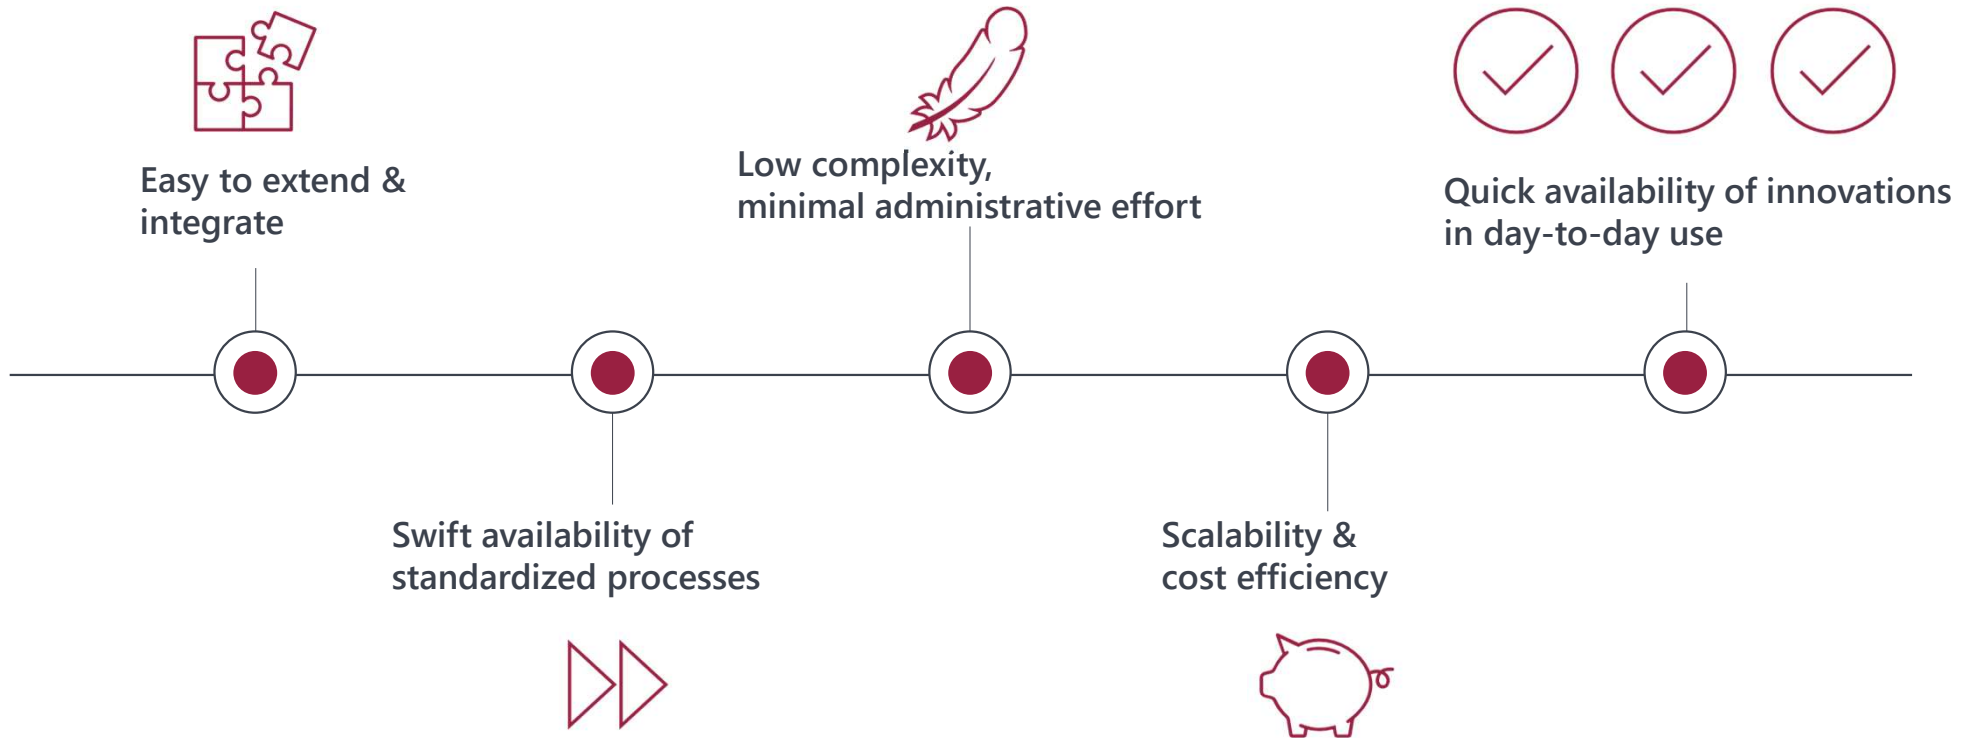 Easy to extend &
integrate
Swift availability of
standardized processes
Low complexity,
minimal administrative effort
Scalability &
cost efficiency
Quick availability of innovations
in day-to-day use